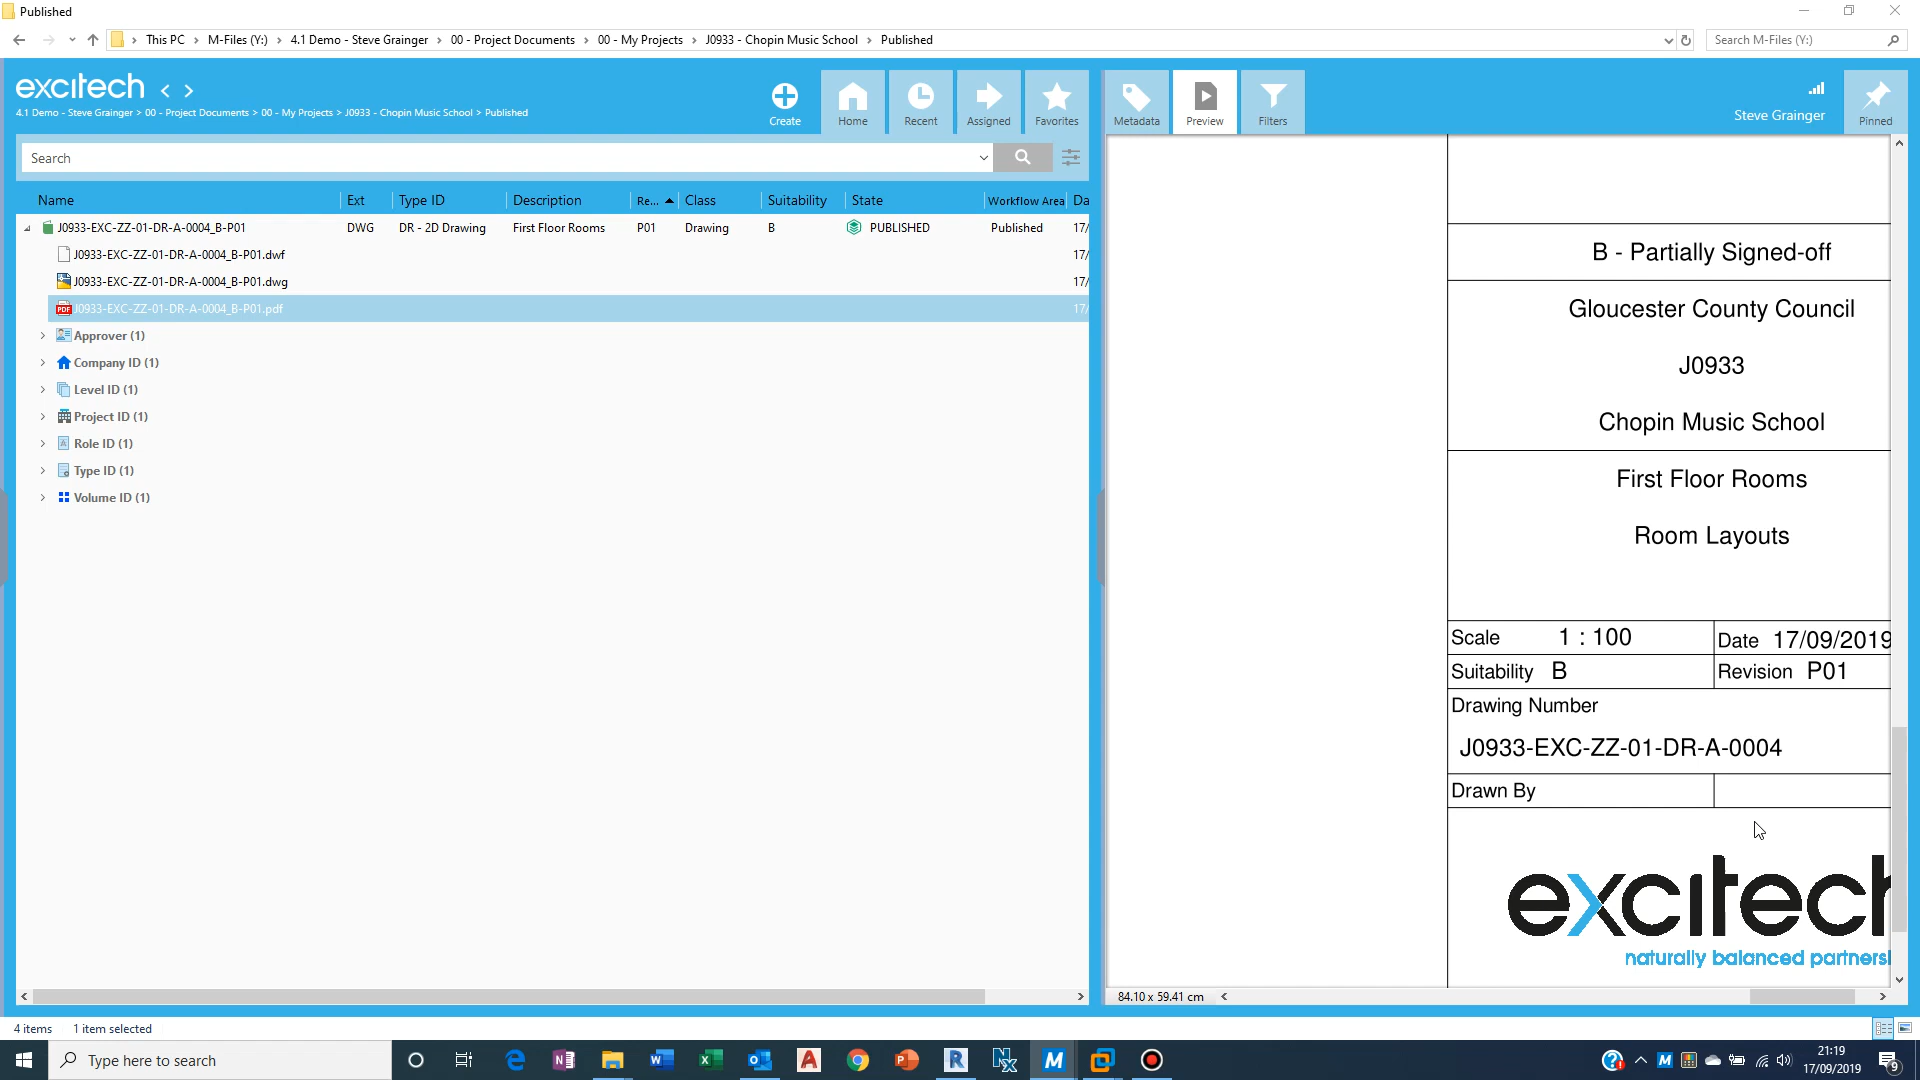 Published
This PC > M-Files (Y:) > 4.1 Demo - Steve Grainger > 00 - Project Documents > 00 - My Projects > J0933 - Chopin Music School > Published
Search M-Files (Y:)
excitech < >
4.1 Demo - Steve Grainger > 00 - Project Documents > 00 - My Projects > J0933 - Chopin Music School > Published
Create Home Recent Assigned Favorites
Metadata Preview Filters
Steve Grainger
Pinned
Search
Name Ext Type ID Description Re... Class Suitability State Workflow Area Da
J0933-EXC-ZZ-01-DR-A-0004_B-P01 DWG DR - 2D Drawing First Floor Rooms P01 Drawing B PUBLISHED Published 17/
J0933-EXC-ZZ-01-DR-A-0004_B-P01.dwf 17/
J0933-EXC-ZZ-01-DR-A-0004_B-P01.dwg 17/
PDF J0933-EXC-ZZ-01-DR-A-0004_B-P01.pdf 17/
Approver (1)
Company ID (1)
Level ID (1)
Project ID (1)
Role ID (1)
Type ID (1)
Volume ID (1)
B - Partially Signed-off
Gloucester County Council
J0933
Chopin Music School
First Floor Rooms
Room Layouts
Scale 1 : 100 Date 17/09/2019
Suitability B Revision P01
Drawing Number
J0933-EXC-ZZ-01-DR-A-0004
Drawn By
excitech
naturally balanced partnersh
84.10 x 59.41 cm
4 items 1 item selected
Type here to search
21:19
17/09/2019
9